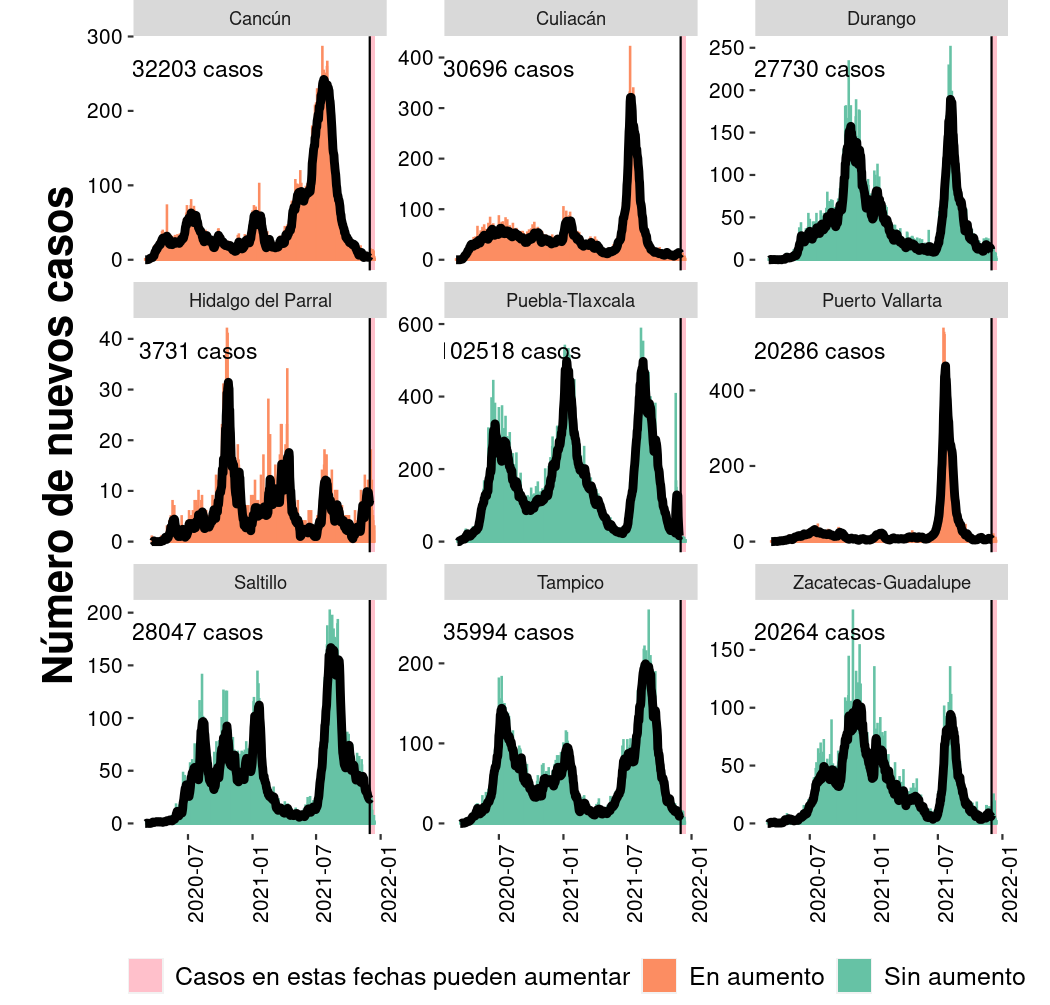 Número de nuevos casos
Cancún
Culiacán
Durango
300
200
100
0
32203 casos
400
300
200
100
0
30696 casos
250
200
150
100
50
0
27730 casos
Hidalgo del Parral
Puebla-Tlaxcala
Puerto Vallarta
40
30
20
10
0
3731 casos
600
400
200
0
102518 casos
400
200
0
20286 casos
Saltillo
Tampico
Zacatecas-Guadalupe
200
150
100
50
0
28047 casos
200
100
0
35994 casos
150
100
50
0
20264 casos
2020-07
2021-01
2021-07
2022-01
2020-07
2021-01
2021-07
2022-01
2020-07
2021-01
2021-07
2022-01
Casos en estas fechas pueden aumentar
En aumento
Sin aumento